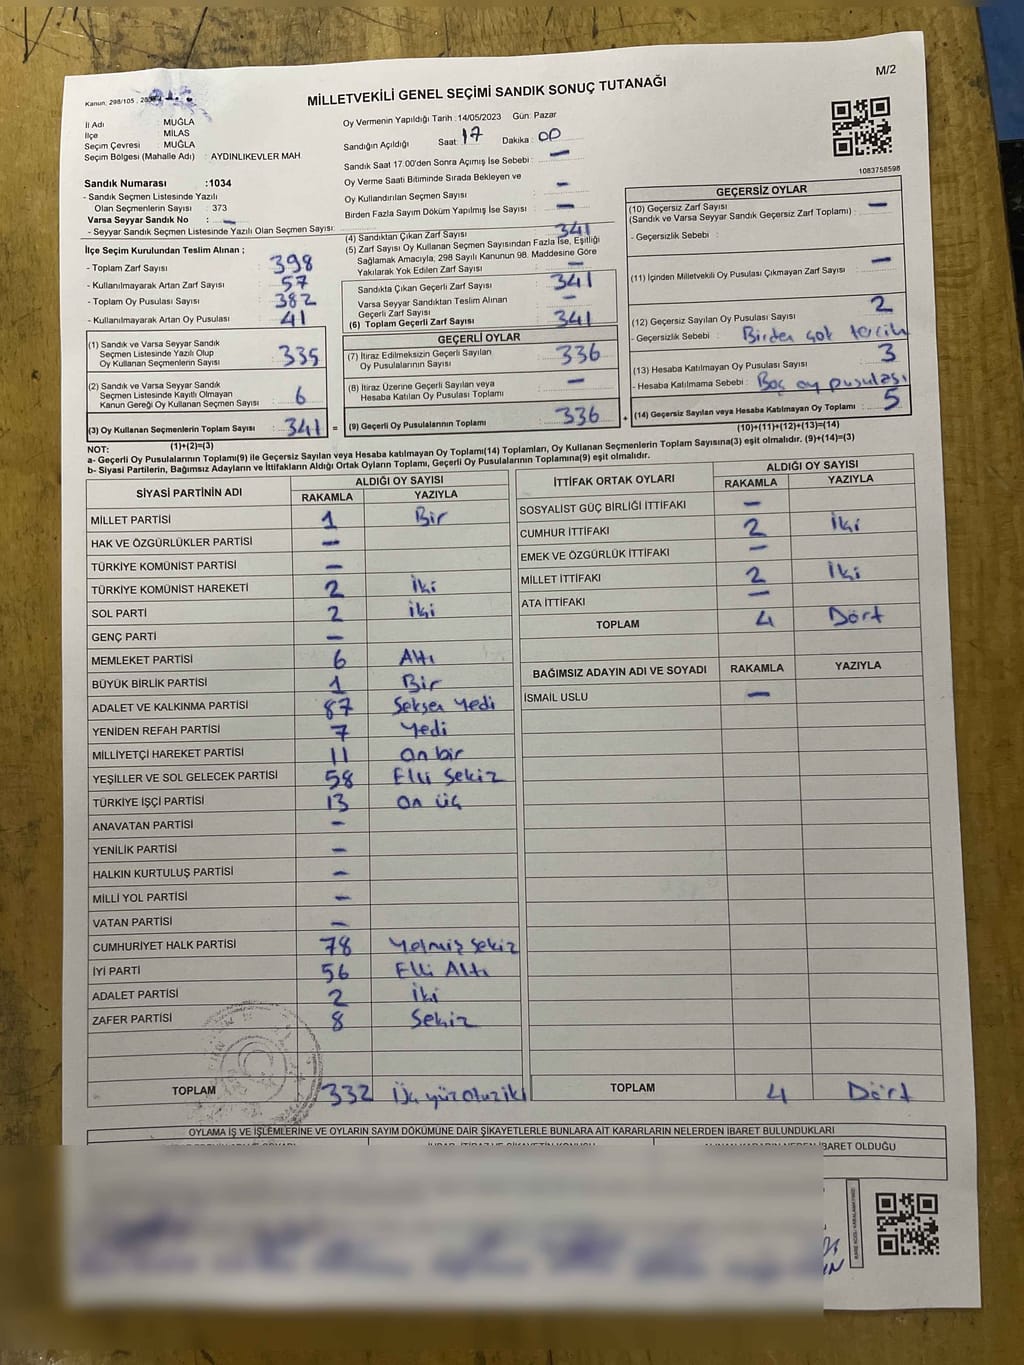 M/2
Kanun, 298/105
MİLLETVEKİLİ GENEL SEÇİMİ SANDIK SONUÇ TUTANAĞI
İl Adı MUĞLA
İlçe MİLAS
Seçim Çevresi MUĞLA
Seçim Bölgesi (Mahalle Adı) : AYDINLIKEVLER MAH
Sandık Numarası :1034
- Sandık Seçmen Listesinde Yazılı
Olan Seçmenlerin Sayısı : 373
Varsa Seyyar Sandık No : –
- Seyyar Sandık Seçmen Listesinde Yazılı Olan Seçmen Sayısı:
İlçe Seçim Kurulundan Teslim Alınan ;
- Toplam Zarf Sayısı : 398
- Kullanılmayarak Artan Zarf Sayısı : 57
- Toplam Oy Pusulası Sayısı : 382
- Kullanılmayarak Artan Oy Pusulası : 41
(1) Sandık ve Varsa Seyyar Sandık
Seçmen Listesinde Yazılı Olup
Oy Kullanan Seçmenlerin Sayısı : 335
(2) Sandık ve Varsa Seyyar Sandık
Seçmen Listesinde Kayıtlı Olmayan
Kanun Gereği Oy Kullanan Seçmen Sayısı : 6
(3) Oy Kullanan Seçmenlerin Toplam Sayısı : 341 =
(1)+(2)=(3)
Oy Vermenin Yapıldığı Tarih :14/05/2023 Gün: Pazar
Sandığın Açıldığı Saat: 17 Dakika : 00
Sandık Saat 17.00'den Sonra Açımış İse Sebebi : –
Oy Verme Saati Bitiminde Sırada Bekleyen ve
Oy Kullandırılan Seçmen Sayısı : –
Birden Fazla Sayım Döküm Yapılmış İse Sayısı : –
(4) Sandıktan Çıkan Zarf Sayısı : 341
(5) Zarf Sayısı Oy Kullanan Seçmen Sayısından Fazla İse, Eşitliği
Sağlamak Amacıyla, 298 Sayılı Kanunun 98. Maddesine Göre
Yakılarak Yok Edilen Zarf Sayısı : –
Sandıkta Çıkan Geçerli Zarf Sayısı : 341
Varsa Seyyar Sandıktan Teslim Alınan
Geçerli Zarf Sayısı : –
(6) Toplam Geçerli Zarf Sayısı : 341
GEÇERLİ OYLAR
(7) İtiraz Edilmeksizin Geçerli Sayılan
Oy Pusulalarının Sayısı : 336
(8) İtiraz Üzerine Geçerli Sayılan veya
Hesaba Katılan Oy Pusulası Toplamı : –
(9) Geçerli Oy Pusulalarının Toplamı : 336 +
1083758598
GEÇERSİZ OYLAR
(10) Geçersiz Zarf Sayısı
(Sandık ve Varsa Seyyar Sandık Geçersiz Zarf Toplamı) : –
- Geçersizlik Sebebi :
(11) İçinden Milletvekili Oy Pusulası Çıkmayan Zarf Sayısı : –
(12) Geçersiz Sayılan Oy Pusulası Sayısı : 2
- Geçersizlik Sebebi : Birden çok tercih
(13) Hesaba Katılmayan Oy Pusulası Sayısı : 3
- Hesaba Katılmama Sebebi : Boş oy pusulası
(14) Geçersiz Sayılan veya Hesaba Katılmayan Oy Toplamı : 5
(10)+(11)+(12)+(13)=(14)
NOT:
a- Geçerli Oy Pusulalarının Toplamı(9) ile Geçersiz Sayılan veya Hesaba katılmayan Oy Toplamı(14) Toplamları, Oy Kullanan Seçmenlerin Toplam Sayısına(3) eşit olmalıdır. (9)+(14)=(3)
b- Siyasi Partilerin, Bağımsız Adayların ve İttifakların Aldığı Ortak Oyların Toplamı, Geçerli Oy Pusulalarının Toplamına(9) eşit olmalıdır.
SİYASİ PARTİNİN ADI ALDIĞI OY SAYISI
RAKAMLA YAZIYLA
MİLLET PARTİSİ 1 Bir
HAK VE ÖZGÜRLÜKLER PARTİSİ –
TÜRKİYE KOMÜNİST PARTİSİ –
TÜRKİYE KOMÜNİST HAREKETİ 2 iki
SOL PARTİ 2 iki
GENÇ PARTİ –
MEMLEKET PARTİSİ 6 Altı
BÜYÜK BİRLİK PARTİSİ 1 Bir
ADALET VE KALKINMA PARTİSİ 87 Seksen Yedi
YENİDEN REFAH PARTİSİ 7 Yedi
MİLLİYETÇİ HAREKET PARTİSİ 11 On bir
YEŞİLLER VE SOL GELECEK PARTİSİ 58 Elli Sekiz
TÜRKİYE İŞÇİ PARTİSİ 13 On üç
ANAVATAN PARTİSİ –
YENİLİK PARTİSİ –
HALKIN KURTULUŞ PARTİSİ –
MİLLİ YOL PARTİSİ –
VATAN PARTİSİ –
CUMHURİYET HALK PARTİSİ 78 Yetmiş Sekiz
İYİ PARTİ 56 Elli Altı
ADALET PARTİSİ 2 İki
ZAFER PARTİSİ 8 Sekiz
TOPLAM 332 Üç yüz otuz iki
İTTİFAK ORTAK OYLARI ALDIĞI OY SAYISI
RAKAMLA YAZIYLA
SOSYALİST GÜÇ BİRLİĞİ İTTİFAKI –
CUMHUR İTTİFAKI 2 İki
EMEK VE ÖZGÜRLÜK İTTİFAKI –
MİLLET İTTİFAKI 2 İki
ATA İTTİFAKI –
TOPLAM 4 Dört
BAĞIMSIZ ADAYIN ADI VE SOYADI RAKAMLA YAZIYLA
İSMAİL USLU –
TOPLAM 4 Dört
OYLAMA İŞ VE İŞLEMLERİNE VE OYLARIN SAYIM DÖKÜMÜNE DAİR ŞİKAYETLERLE BUNLARA AİT KARARLARIN NELERDEN İBARET BULUNDUKLARI
İBARET OLDUĞU